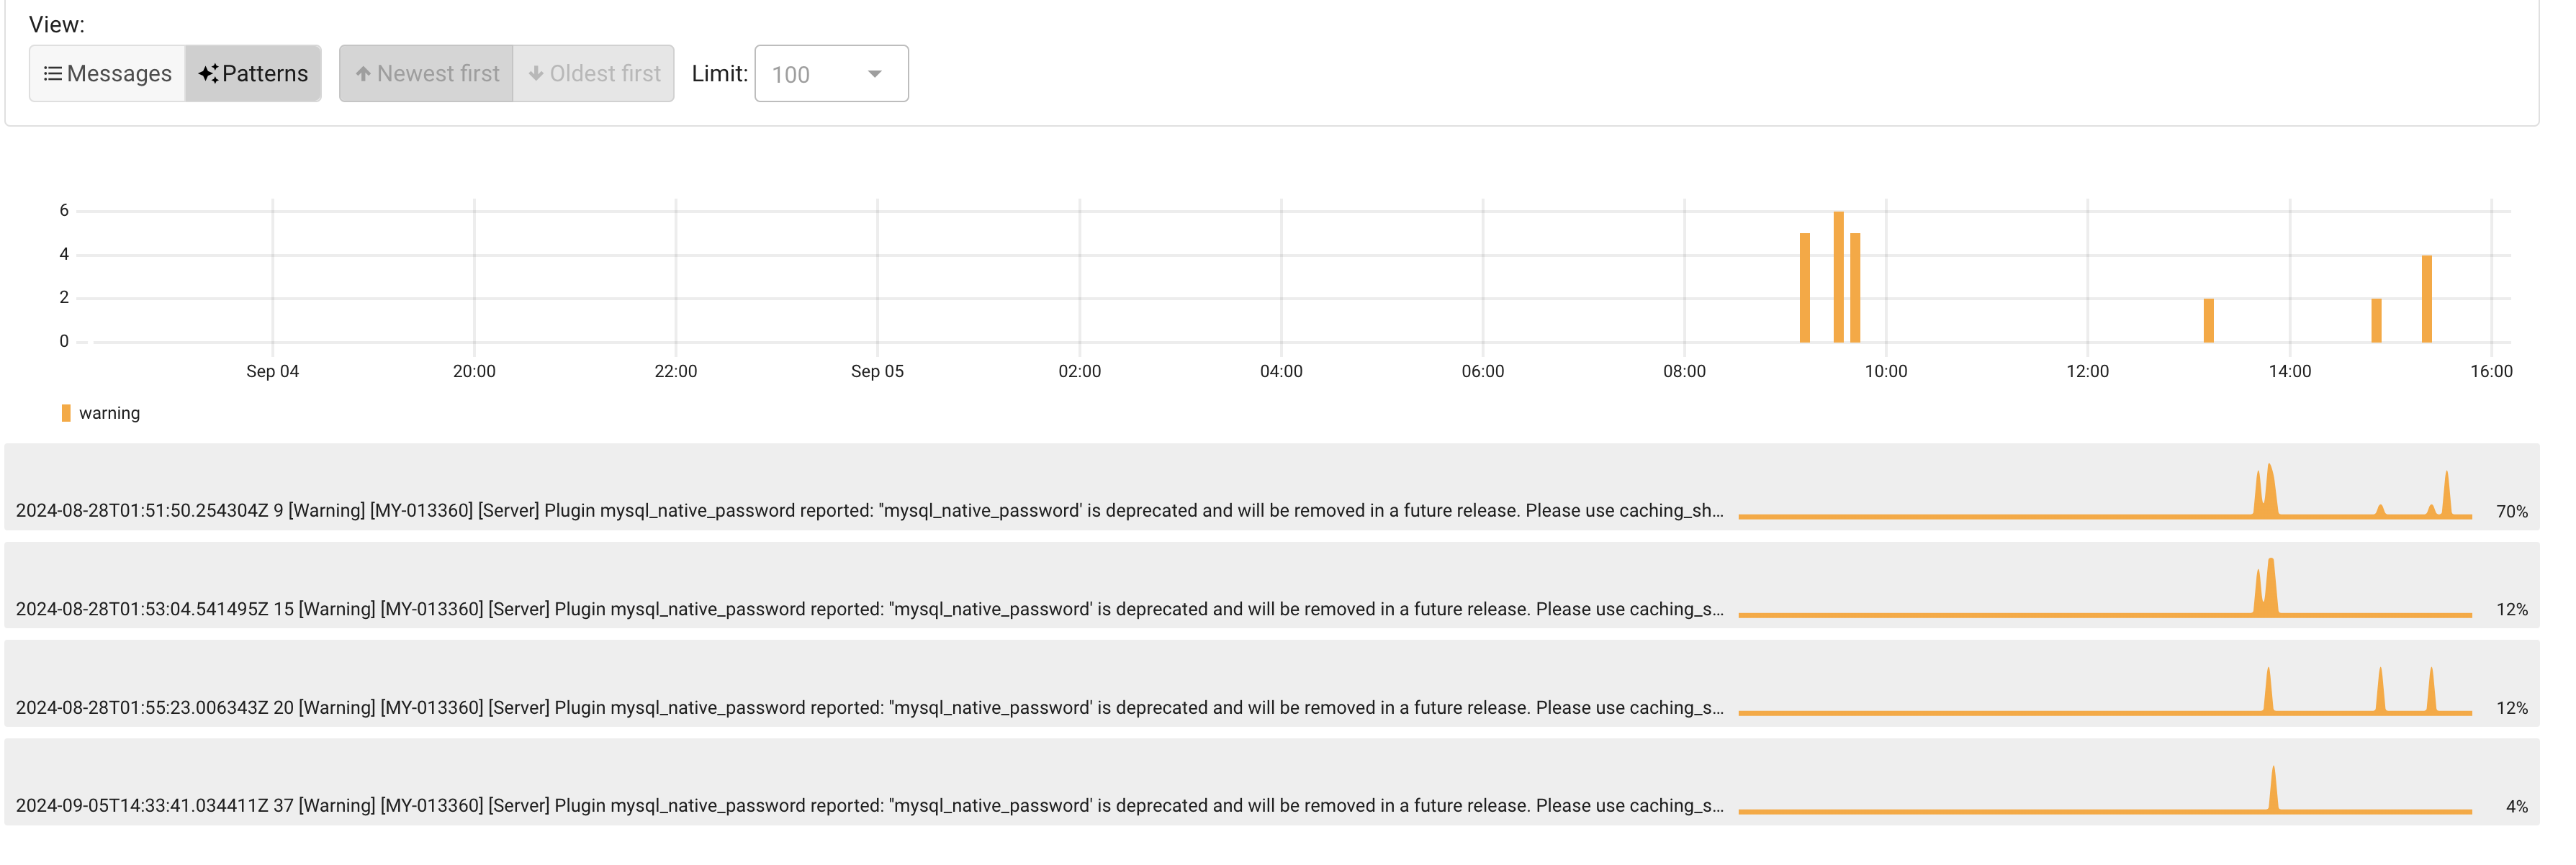 View:
Messages Patterns Newest first Oldest first Limit: 100
6
4
2
0
Sep 04 20:00 22:00 Sep 05 02:00 04:00 06:00 08:00 10:00 12:00 14:00 16:00
warning
2024-08-28T01:51:50.254304Z 9 [Warning] [MY-013360] [Server] Plugin mysql_native_password reported: "mysql_native_password' is deprecated and will be removed in a future release. Please use caching_sh... 70%
2024-08-28T01:53:04.541495Z 15 [Warning] [MY-013360] [Server] Plugin mysql_native_password reported: "mysql_native_password' is deprecated and will be removed in a future release. Please use caching_s... 12%
2024-08-28T01:55:23.006343Z 20 [Warning] [MY-013360] [Server] Plugin mysql_native_password reported: "mysql_native_password' is deprecated and will be removed in a future release. Please use caching_s... 12%
2024-09-05T14:33:41.034411Z 37 [Warning] [MY-013360] [Server] Plugin mysql_native_password reported: "mysql_native_password' is deprecated and will be removed in a future release. Please use caching_s... 4%